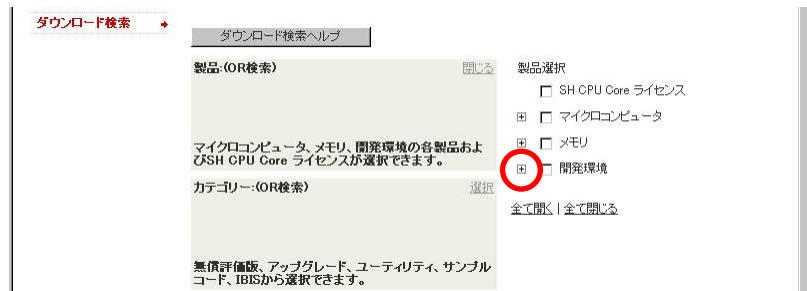 ダウンロード検索
ダウンロード検索ヘルプ
製品:(OR検索) 閉じる
マイクロコンピュータ、メモリ、開発環境の各製品およ
びSH CPU Core ライセンスが選択できます。
カテゴリー:(OR検索) 選択
無償評価版、アップグレード、ユーティリティ、サンプル
コード、IBISから選択できます。
製品選択
SH CPU Core ライセンス
マイクロコンピュータ
メモリ
開発環境
全て開く | 全て閉じる